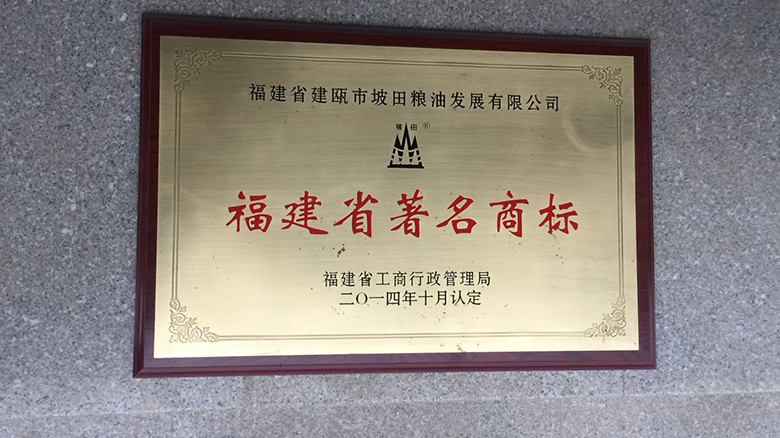 福建省建瓯市坡田粮油发展有限公司
坡田®
福建省著名商标
福建省工商行政管理局
二〇一四年十月认定